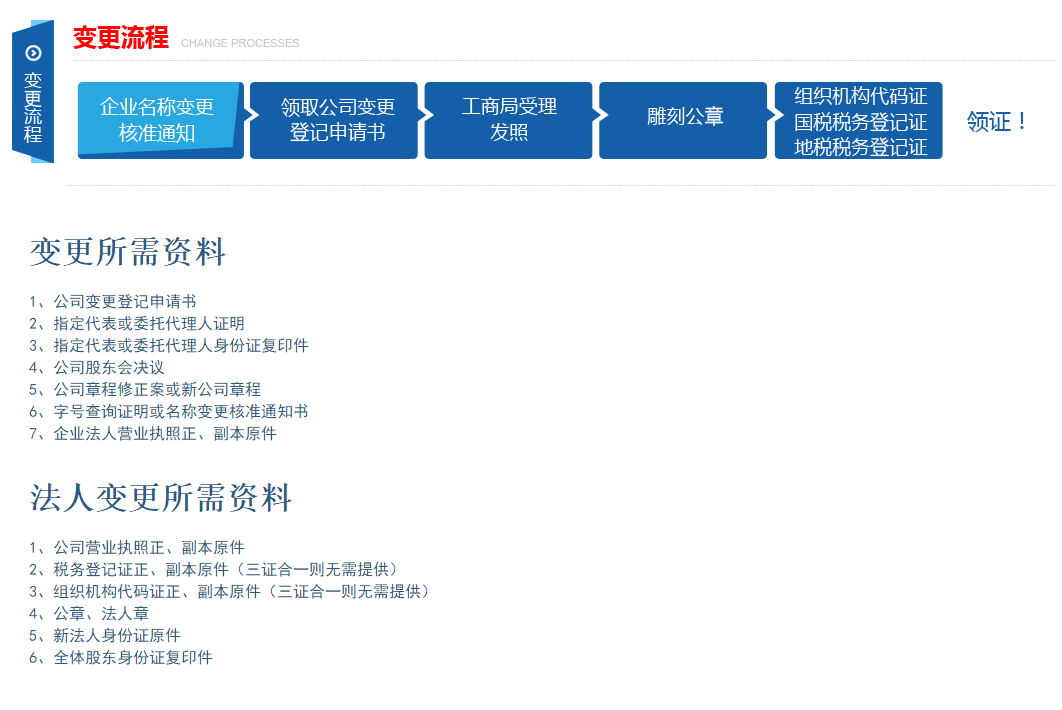 变更流程
变更流程 CHANGE PROCESSES
企业名称变更
核准通知
领取公司变更
登记申请书
工商局受理
发照
雕刻公章
组织机构代码证
国税税务登记证
地税税务登记证
领证！
变更所需资料
1、公司变更登记申请书
2、指定代表或委托代理人证明
3、指定代表或委托代理人身份证复印件
4、公司股东会决议
5、公司章程修正案或新公司章程
6、字号查询证明或名称变更核准通知书
7、企业法人营业执照正、副本原件
法人变更所需资料
1、公司营业执照正、副本原件
2、税务登记证正、副本原件（三证合一则无需提供）
3、组织机构代码证正、副本原件（三证合一则无需提供）
4、公章、法人章
5、新法人身份证原件
6、全体股东身份证复印件